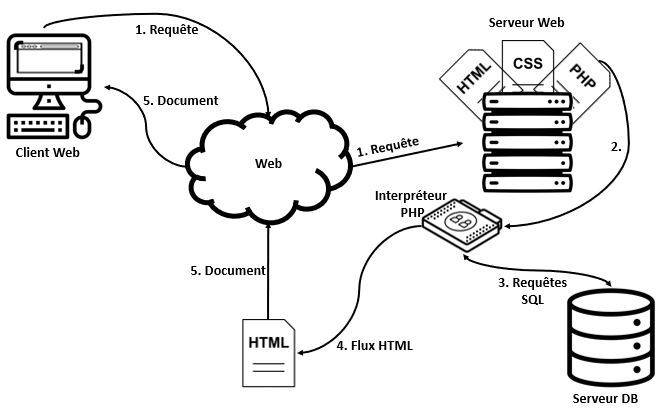 1. Requête
Serveur Web
HTML
CSS
PHP
5. Document
Client Web
Web
1. Requête
2.
Interpréteur
PHP
5. Document
3. Requêtes
SQL
HTML
4. Flux HTML
Serveur DB